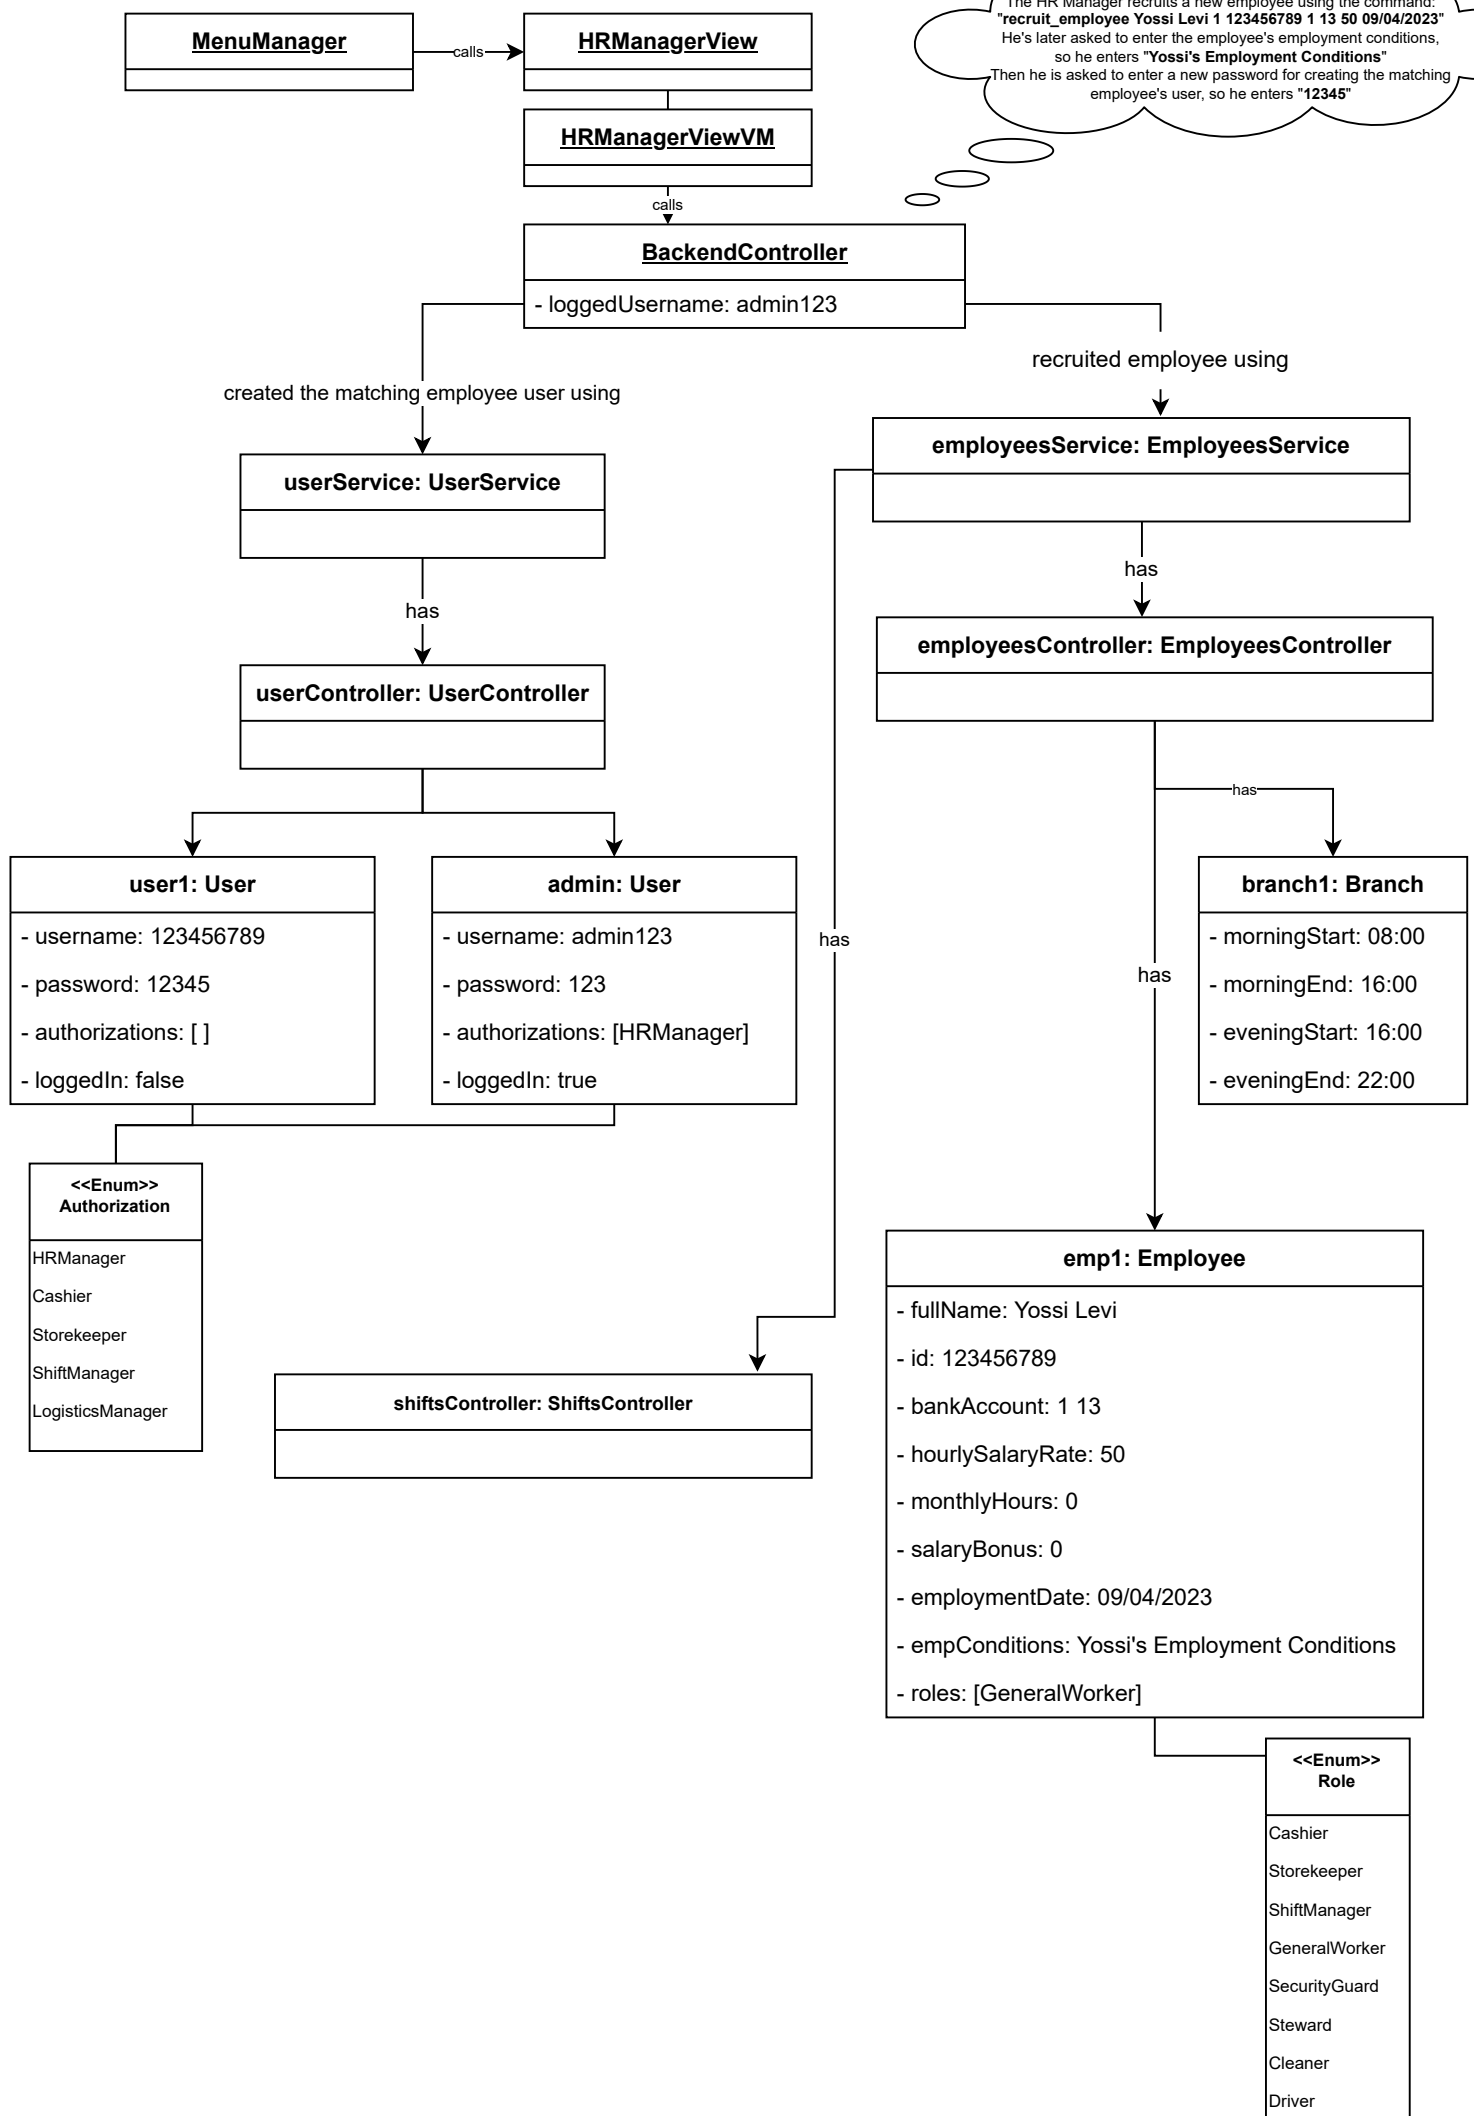 The HR Manager recruits a new employee using the command:
"recruit_employee Yossi Levi 1 123456789 1 13 50 09/04/2023"
He's later asked to enter the employee's employment conditions,
so he enters "Yossi's Employment Conditions"
Then he is asked to enter a new password for creating the matching
employee's user, so he enters "12345"
MenuManager
calls
HRManagerView
HRManagerViewVM
calls
BackendController
- loggedUsername: admin123
created the matching employee user using
recruited employee using
userService: UserService
employeesService: EmployeesService
has
has
userController: UserController
employeesController: EmployeesController
has
user1: User
- username: 123456789
- password: 12345
- authorizations: [ ]
- loggedIn: false
admin: User
- username: admin123
- password: 123
- authorizations: [HRManager]
- loggedIn: true
has
has
branch1: Branch
- morningStart: 08:00
- morningEnd: 16:00
- eveningStart: 16:00
- eveningEnd: 22:00
<<Enum>>
Authorization
HRManager
Cashier
Storekeeper
ShiftManager
LogisticsManager
shiftsController: ShiftsController
emp1: Employee
- fullName: Yossi Levi
- id: 123456789
- bankAccount: 1 13
- hourlySalaryRate: 50
- monthlyHours: 0
- salaryBonus: 0
- employmentDate: 09/04/2023
- empConditions: Yossi's Employment Conditions
- roles: [GeneralWorker]
<<Enum>>
Role
Cashier
Storekeeper
ShiftManager
GeneralWorker
SecurityGuard
Steward
Cleaner
Driver